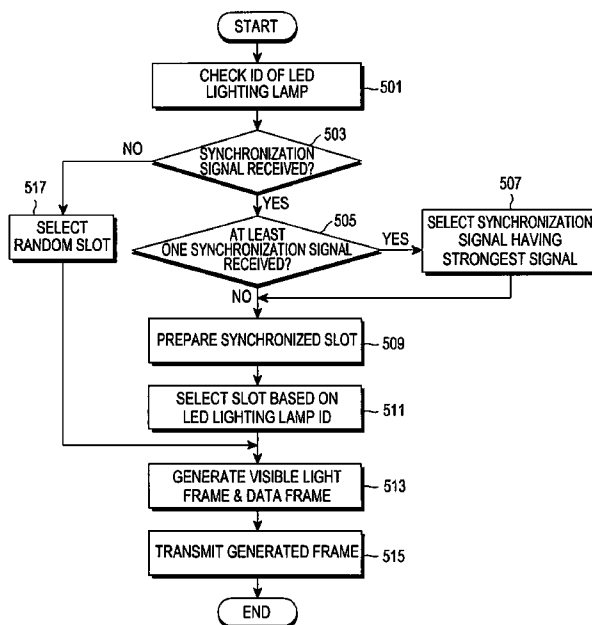 START
CHECK ID OF LED
LIGHTING LAMP
501
503
NO
SYNCHRONIZATION
SIGNAL RECEIVED?
517
YES
507
505
SELECT
RANDOM SLOT
AT LEAST
ONE SYNCHRONIZATION SIGNAL
RECEIVED?
YES
SELECT SYNCHRONIZATION
SIGNAL HAVING
STRONGEST SIGNAL
NO
PREPARE SYNCHRONIZED SLOT
509
SELECT SLOT BASED ON
LED LIGHTING LAMP ID
511
GENERATE VISIBLE LIGHT
FRAME & DATA FRAME
513
TRANSMIT GENERATED FRAME
515
END